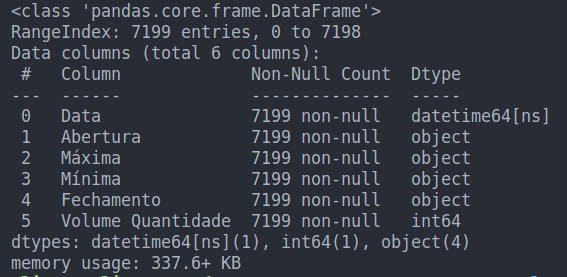 <class 'pandas.core.frame.DataFrame'>
RangeIndex: 7199 entries, 0 to 7198
Data columns (total 6 columns):
 #   Column             Non-Null Count  Dtype
---  ------             --------------  -----
 0   Data               7199 non-null   datetime64[ns]
 1   Abertura           7199 non-null   object
 2   Máxima             7199 non-null   object
 3   Mínima             7199 non-null   object
 4   Fechamento         7199 non-null   object
 5   Volume Quantidade  7199 non-null   int64
dtypes: datetime64[ns](1), int64(1), object(4)
memory usage: 337.6+ KB